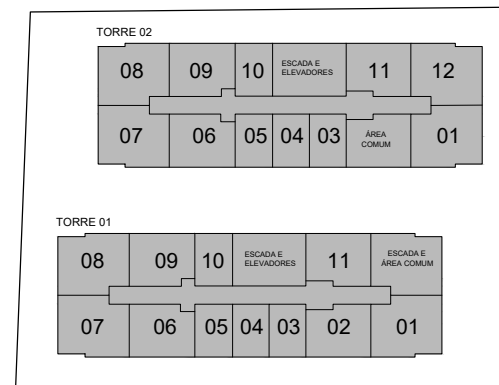 TORRE 02
08 09 10 ESCADA E ELEVADORES 11 12
07 06 05 04 03 ÁREA COMUM 01
TORRE 01
08 09 10 ESCADA E ELEVADORES 11 ESCADA E ÁREA COMUM
07 06 05 04 03 02 01